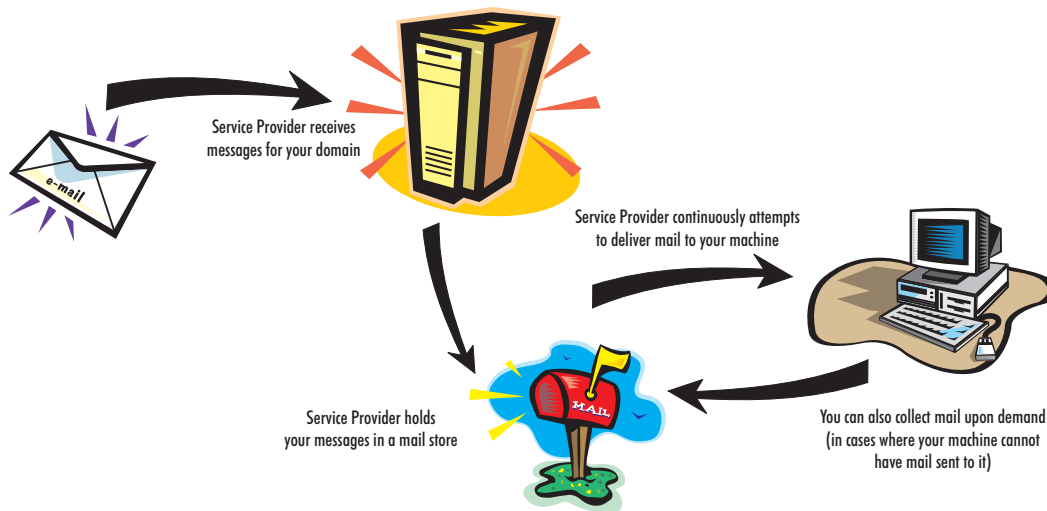 Service Provider receives
messages for your domain
e-mail
Service Provider continuously attempts
to deliver mail to your machine
MAIL
Service Provider holds
your messages in a mail store
You can also collect mail upon demand
(in cases where your machine cannot
have mail sent to it)